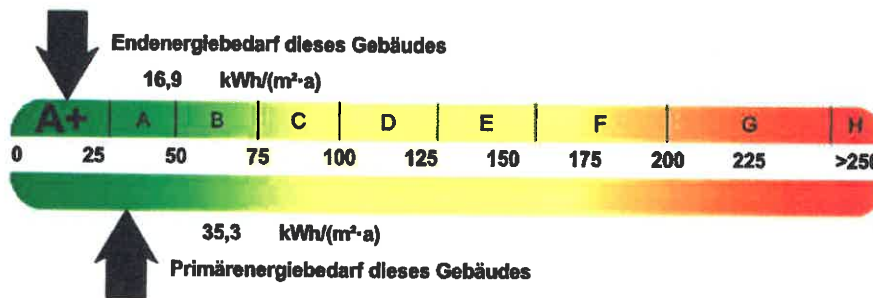 Endenergiebedarf dieses Gebäudes
16,9 kWh/(m²·a)
A+ A B C D E F G H
0 25 50 75 100 125 150 175 200 225 >250
35,3 kWh/(m²·a)
Primärenergiebedarf dieses Gebäudes